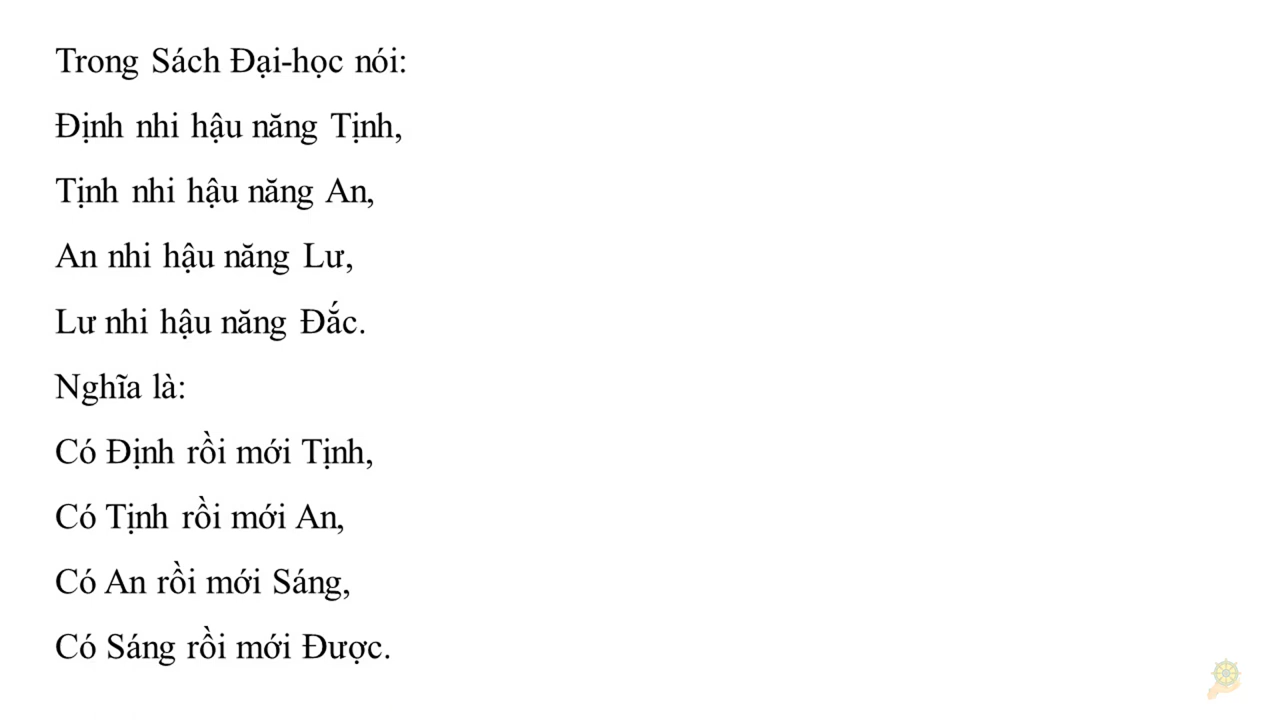 Trong Sách Đại-học nói:
Định nhi hậu năng Tịnh,
Tịnh nhi hậu năng An,
An nhi hậu năng Lư,
Lư nhi hậu năng Đắc.
Nghĩa là:
Có Định rồi mới Tịnh,
Có Tịnh rồi mới An,
Có An rồi mới Sáng,
Có Sáng rồi mới Được.